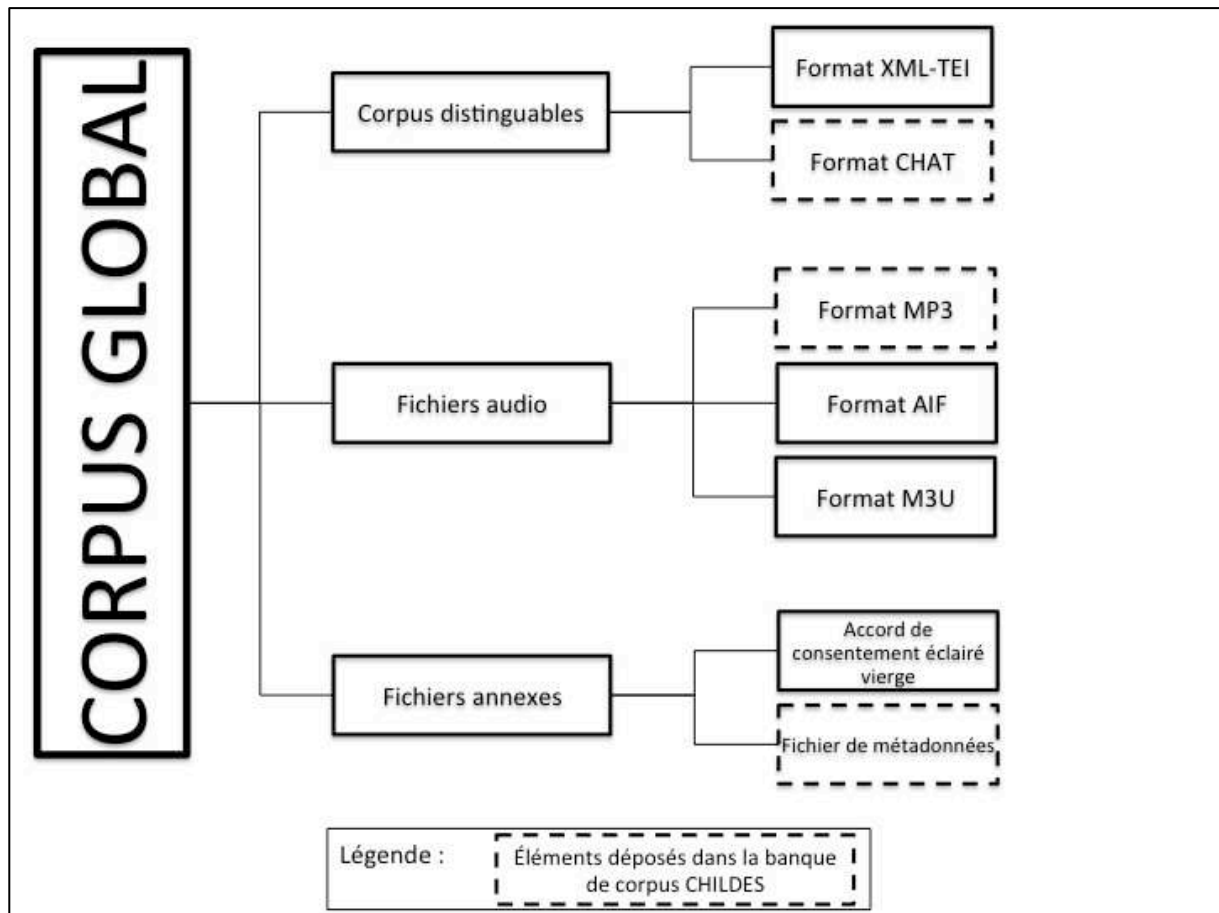 CORPUS GLOBAL
Corpus distinguables
Format XML-TEI
Format CHAT
Fichiers audio
Format MP3
Format AIF
Format M3U
Fichiers annexes
Accord de
consentement éclairé
vierge
Fichier de métadonnées
Légende :
Éléments déposés dans la banque
de corpus CHILDES